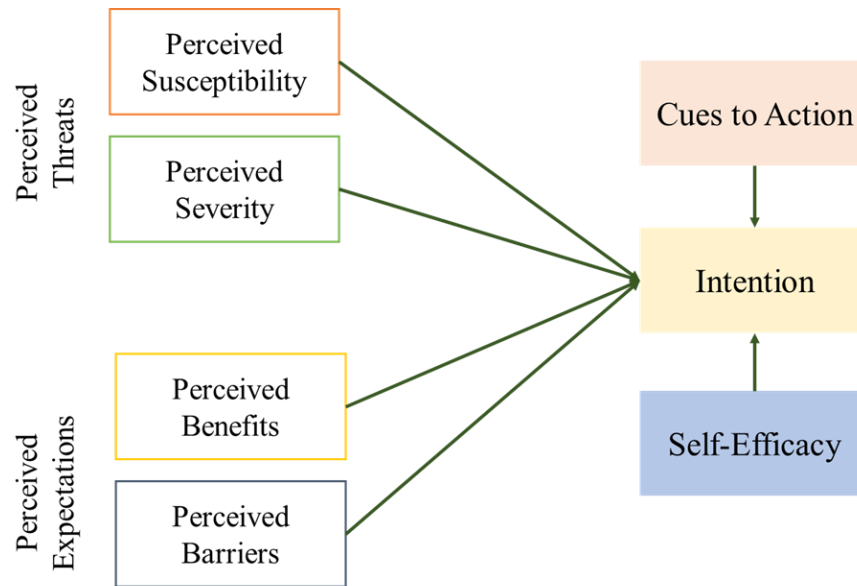 Perceived
Threats
Perceived
Susceptibility
Perceived
Severity
Perceived
Expectations
Perceived
Benefits
Perceived
Barriers
Cues to Action
Intention
Self-Efficacy